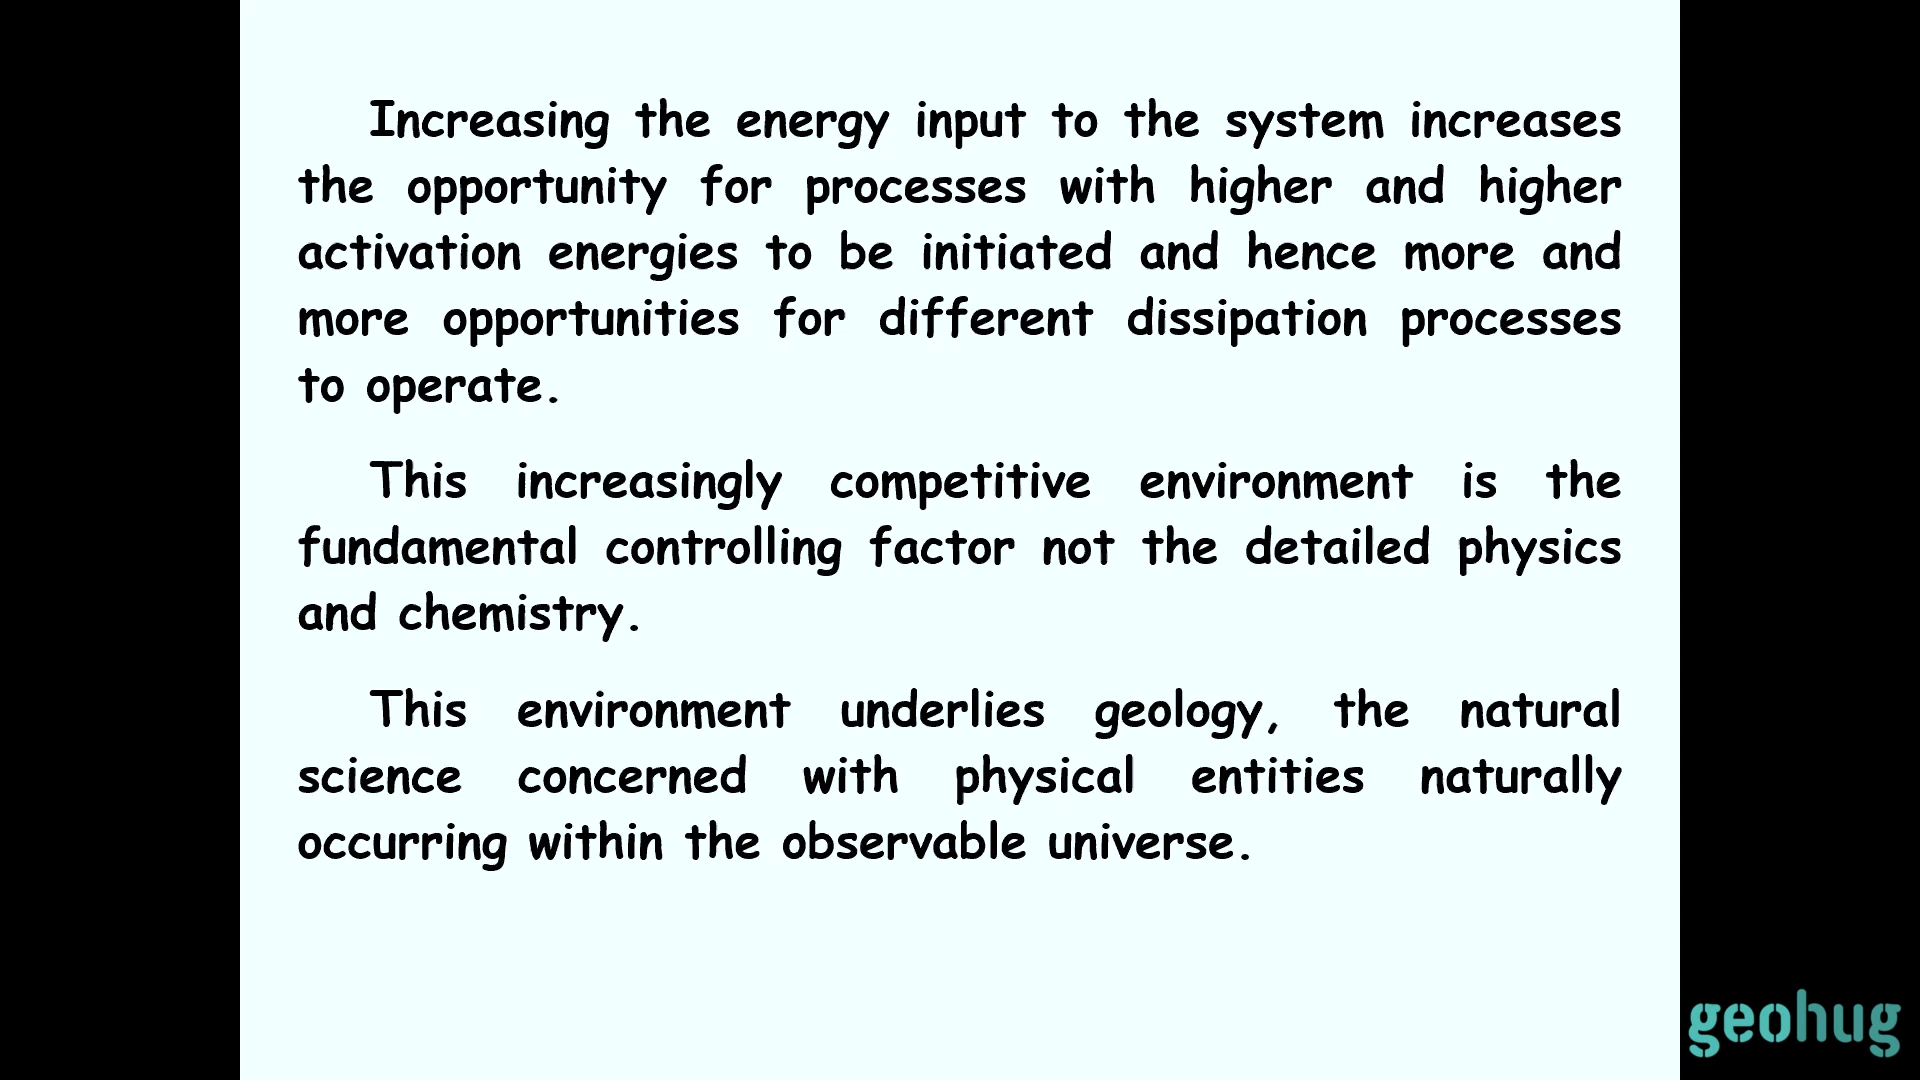 Increasing the energy input to the system increases
the opportunity for processes with higher and higher
activation energies to be initiated and hence more and
more opportunities for different dissipation processes
to operate.
This increasingly competitive environment is the
fundamental controlling factor not the detailed physics
and chemistry.
This environment underlies geology, the natural
science concerned with physical entities naturally
occurring within the observable universe.
geohug